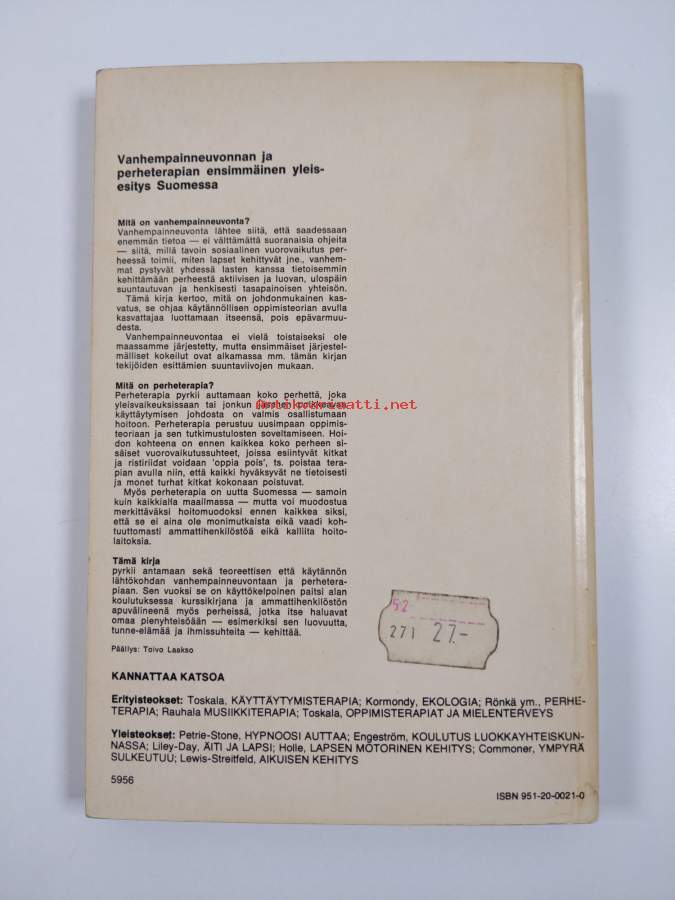 Vanhempainneuvonnan ja
perheterapian ensimmäinen yleis-
esitys Suomessa
Mitä on vanhempainneuvonta?
Vanhempainneuvonta lähtee siitä, että saadessaan
enemmän tietoa — ei välttämättä suoranaisia ohjeita
— siitä, millä tavoin sosiaalinen vuorovaikutus per-
heessä toimii, miten lapset kehittyvät jne., vanhem-
mat pystyvät yhdessä lasten kanssa tietoisemmin
kehittämään perheestä aktiivisen ja luovan, ulospäin
suuntautuvan ja henkisesti tasapainoisen yhteisön.
Tämä kirja kertoo, mitä on johdonmukainen kas-
vatus, se ohjaa käytännöllisen oppimisteorian avulla
kasvattajaa luottamaan itseensä, pois epävarmuu-
desta.
Vanhempainneuvontaa ei vielä toistaiseksi ole
maassamme järjestetty, mutta ensimmäiset järjestel-
mälliset kokeilut ovat alkamassa mm. tämän kirjan
tekijöiden esittämien suuntaviivojen mukaan.
Mitä on perheterapia?
Perheterapia pyrkii auttamaan koko perhettä, joka
yleisvaikeuksissaan tai jonkun jäsenen poikkeavan
käyttäytymisen johdosta on valmis osallistumaan
hoitoon. Perheterapia perustuu uusimpaan oppimis-
teoriaan ja sen tutkimustulosten soveltamiseen. Hoi-
don kohteena on ennen kaikkea koko perheen si-
säiset vuorovaikutussuhteet, joissa esiintyvät kitkat
ja ristiriidat voidaan 'oppia pois', ts. poistaa tera-
pian avulla niin, että kaikki hyväksyvät ne tietoisesti
ja monet turhat kitkat kokonaan poistuvat.
Myös perheterapia on uutta Suomessa — samoin
kuin kaikkialla maailmassa — mutta voi muodostua
merkittäväksi hoitomuodoksi ennen kaikkea siksi,
että se ei aina ole monimutkaista eikä vaadi koh-
tuuttomasti ammattihenkilöstöä eikä kalliita hoito-
laitoksia.
Antikvariaatti.net
Tämä kirja
pyrkii antamaan sekä teoreettisen että käytännön
lähtökohdan vanhempainneuvontaan ja perhetera-
piaan. Sen vuoksi se on käyttökelpoinen paitsi alan
koulutuksessa kurssikirjana ja ammattihenkilöstön
apuvälineenä myös perheissä, jotka itse haluavat
omaa pienyhteisöään — esimerkiksi sen luovuutta,
tunne-elämää ja ihmissuhteita — kehittää.
Päällys: Toivo Laakso
52
271 27.–
KANNATTAA KATSOA
Erityisteokset: Toskala, KÄYTTÄYTYMISTERAPIA; Kormondy, EKOLOGIA; Rönkä ym., PERHE-
TERAPIA; Rauhala MUSIIKKITERAPIA; Toskala, OPPIMISTERAPIAT JA MIELENTERVEYS
Yleisteokset: Petrie-Stone, HYPNOOSI AUTTAA; Engeström, KOULUTUS LUOKKAYHTEISKUN-
NASSA; Liley-Day, ÄITI JA LAPSI; Holle, LAPSEN MOTORINEN KEHITYS; Commoner, YMPYRÄ
SULKEUTUU; Lewis-Streitfeld, AIKUISEN KEHITYS
5956
ISBN 951-20-0021-0